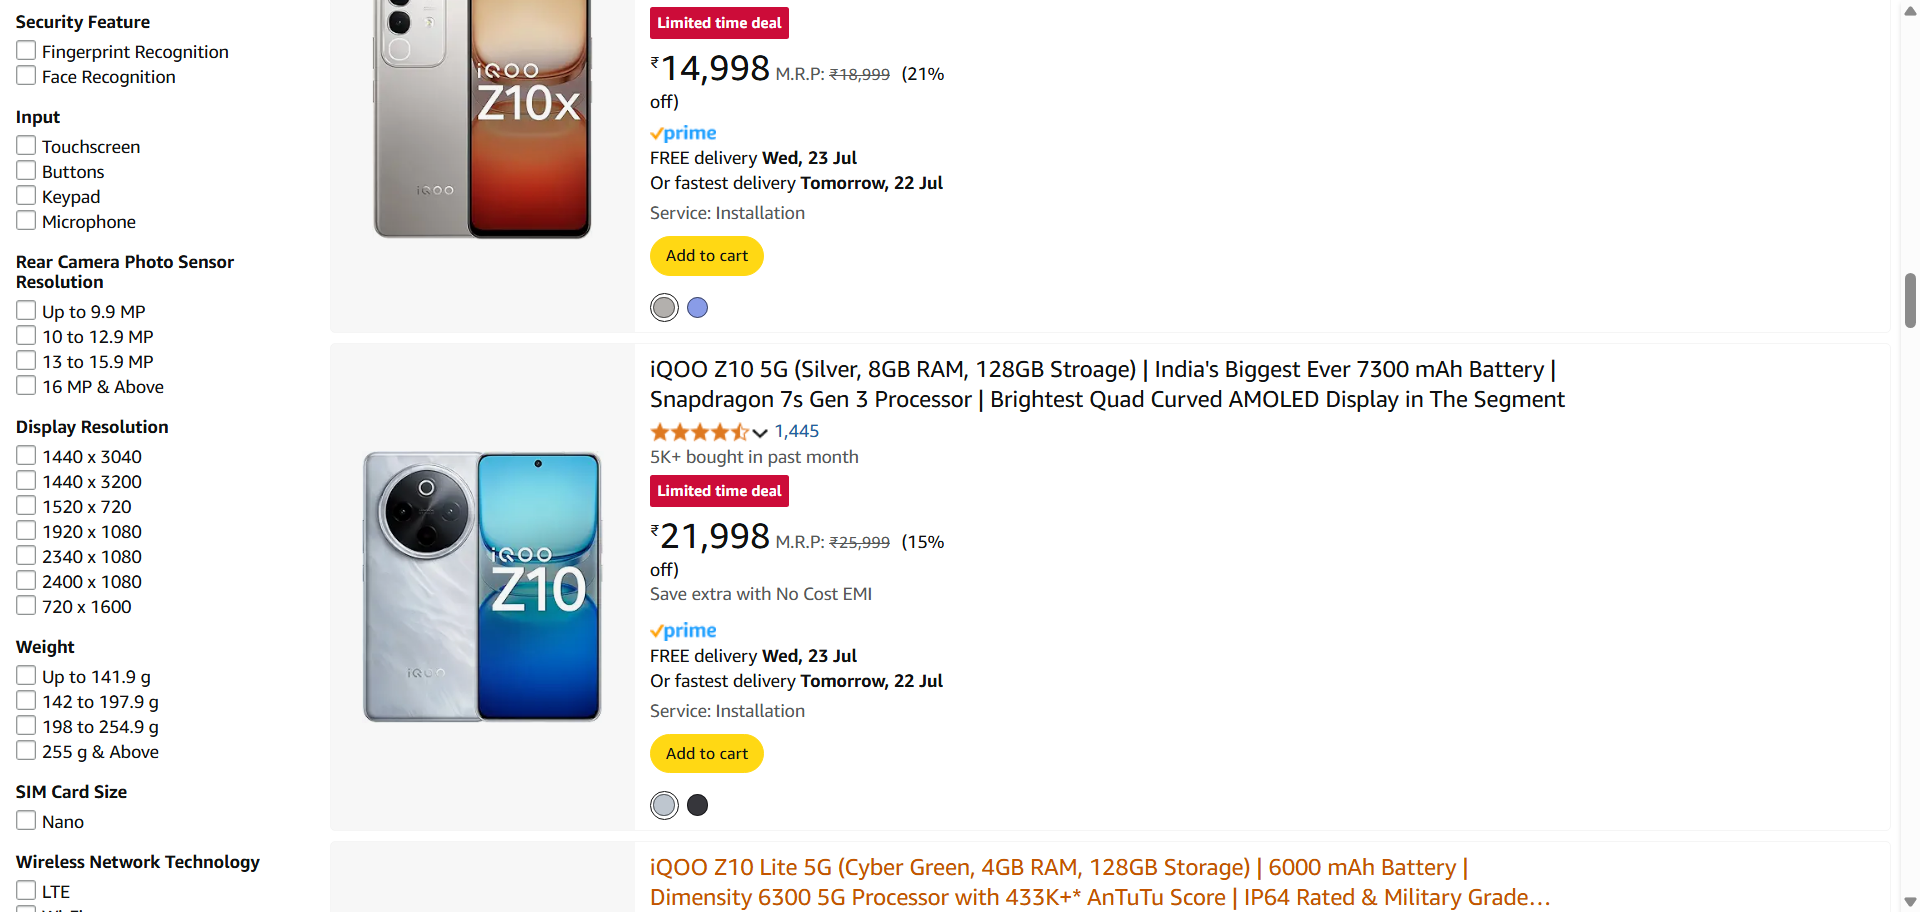 Security Feature
Fingerprint Recognition
Face Recognition
Input
Touchscreen
Buttons
Keypad
Microphone
Rear Camera Photo Sensor
Resolution
Up to 9.9 MP
10 to 12.9 MP
13 to 15.9 MP
16 MP & Above
Display Resolution
1440 x 3040
1440 x 3200
1520 x 720
1920 x 1080
2340 x 1080
2400 x 1080
720 x 1600
Weight
Up to 141.9 g
142 to 197.9 g
198 to 254.9 g
255 g & Above
SIM Card Size
Nano
Wireless Network Technology
LTE
iQOO
Z10x
iQOO
Limited time deal
₹14,998 M.R.P: ₹18,999 (21%
off)
prime
FREE delivery Wed, 23 Jul
Or fastest delivery Tomorrow, 22 Jul
Service: Installation
Add to cart
iQOO
Z10
iQOO
iQOO Z10 5G (Silver, 8GB RAM, 128GB Stroage) | India's Biggest Ever 7300 mAh Battery |
Snapdragon 7s Gen 3 Processor | Brightest Quad Curved AMOLED Display in The Segment
1,445
5K+ bought in past month
Limited time deal
₹21,998 M.R.P: ₹25,999 (15%
off)
Save extra with No Cost EMI
prime
FREE delivery Wed, 23 Jul
Or fastest delivery Tomorrow, 22 Jul
Service: Installation
Add to cart
iQOO Z10 Lite 5G (Cyber Green, 4GB RAM, 128GB Storage) | 6000 mAh Battery |
Dimensity 6300 5G Processor with 433K+* AnTuTu Score | IP64 Rated & Military Grade…